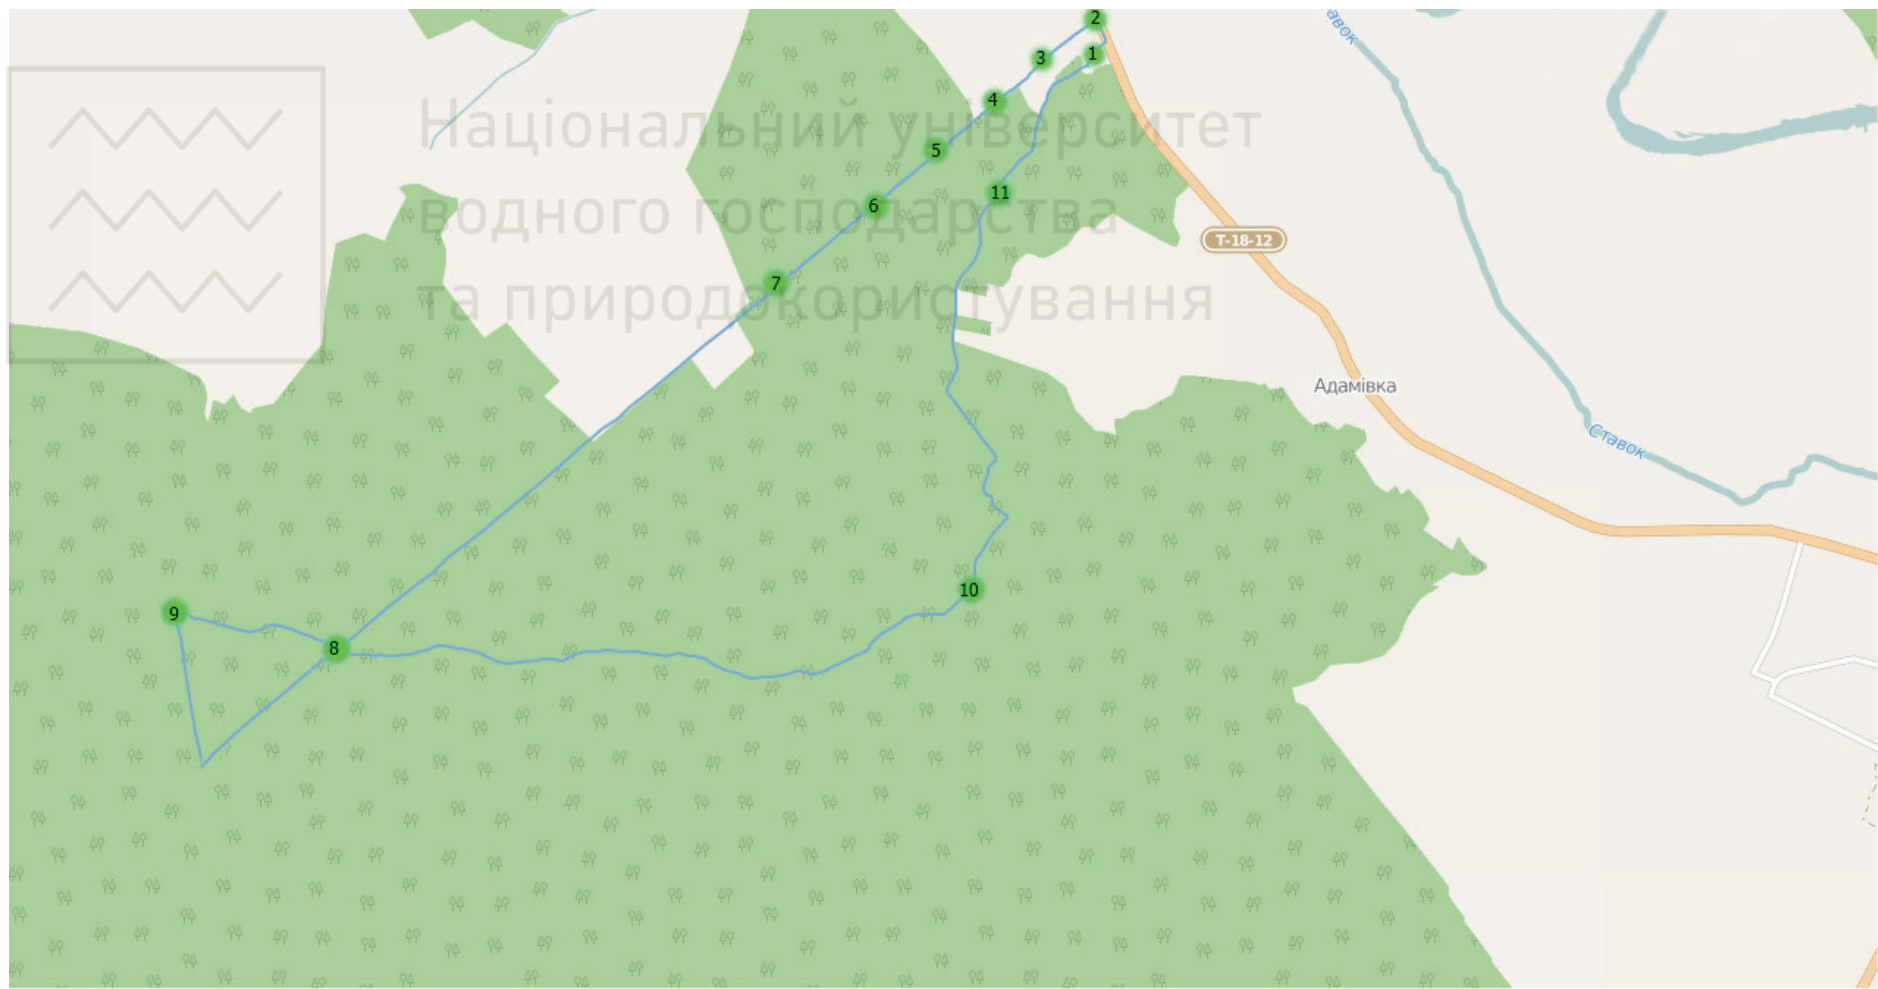 2
авок
3
1
4
Національний університет
5
11
6
водного господарства
Т-18-12
7
та природокористування
Адамівка
Ставок
10
9
8